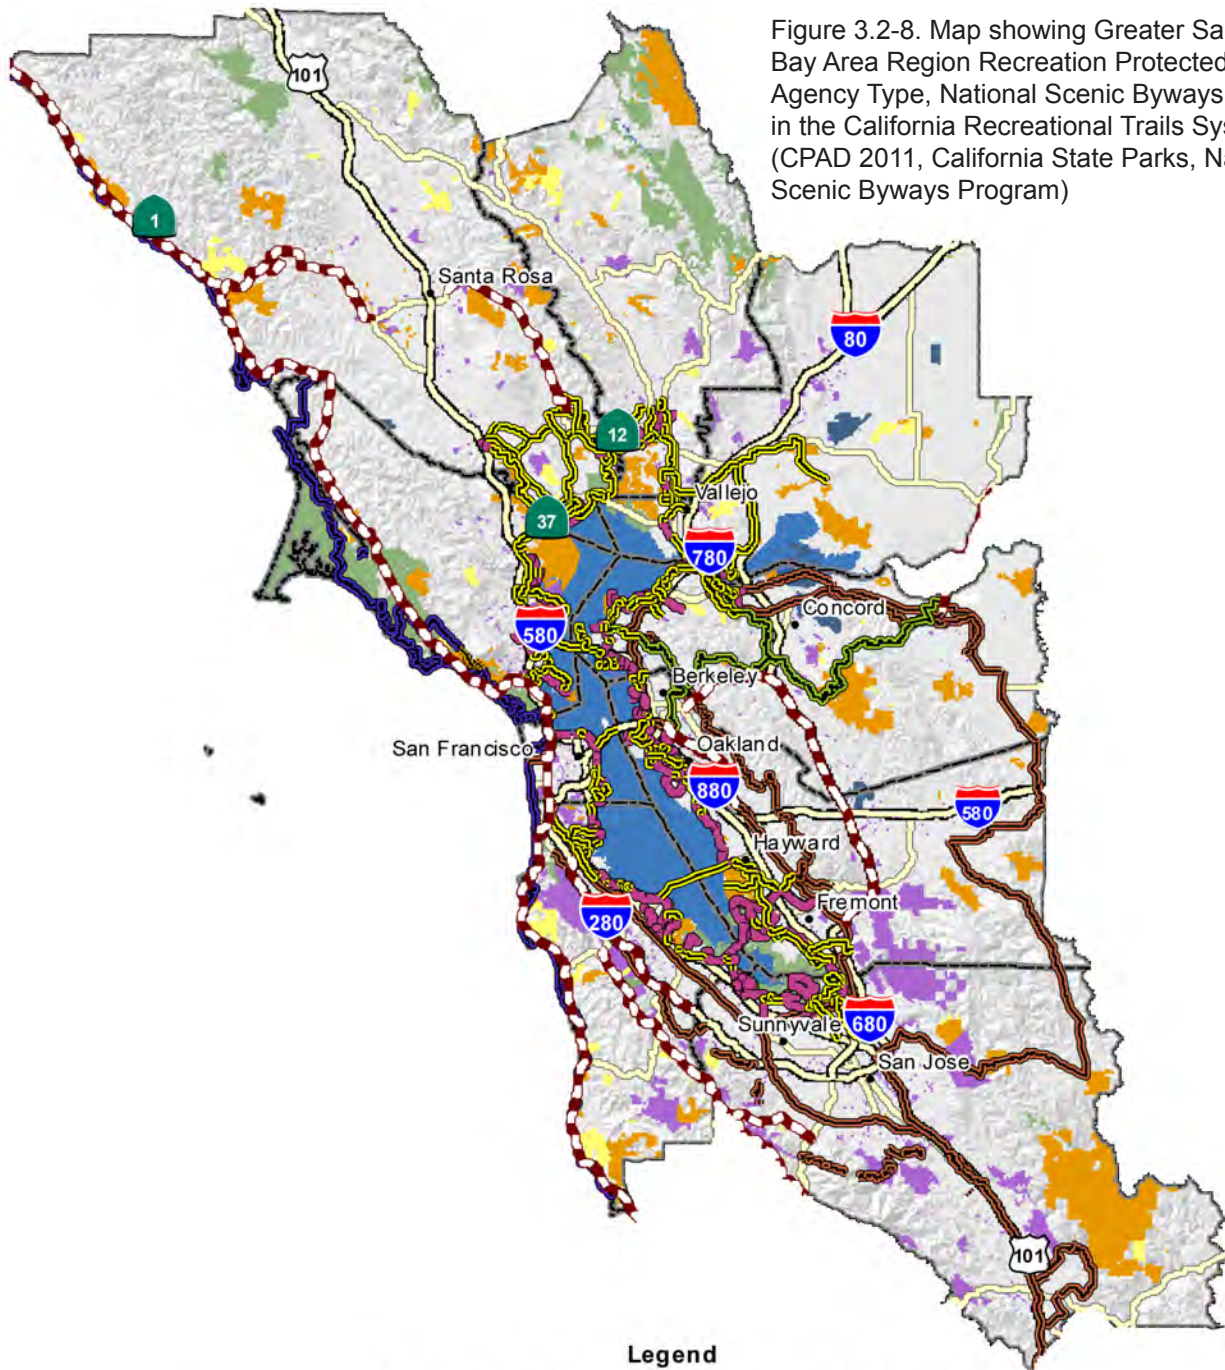 Figure 3.2-8. Map showing Greater Sa
Bay Area Region Recreation Protected
Agency Type, National Scenic Byways
in the California Recreational Trails Sys
(CPAD 2011, California State Parks, Na
Scenic Byways Program)
101
1
Santa Rosa
80
12
Vallejo
37
780
Concord
580
Berkeley
San Francisco
Oakland
880
580
Hayward
Fremont
280
Sunnyvale
680
San Jose
101
Legend